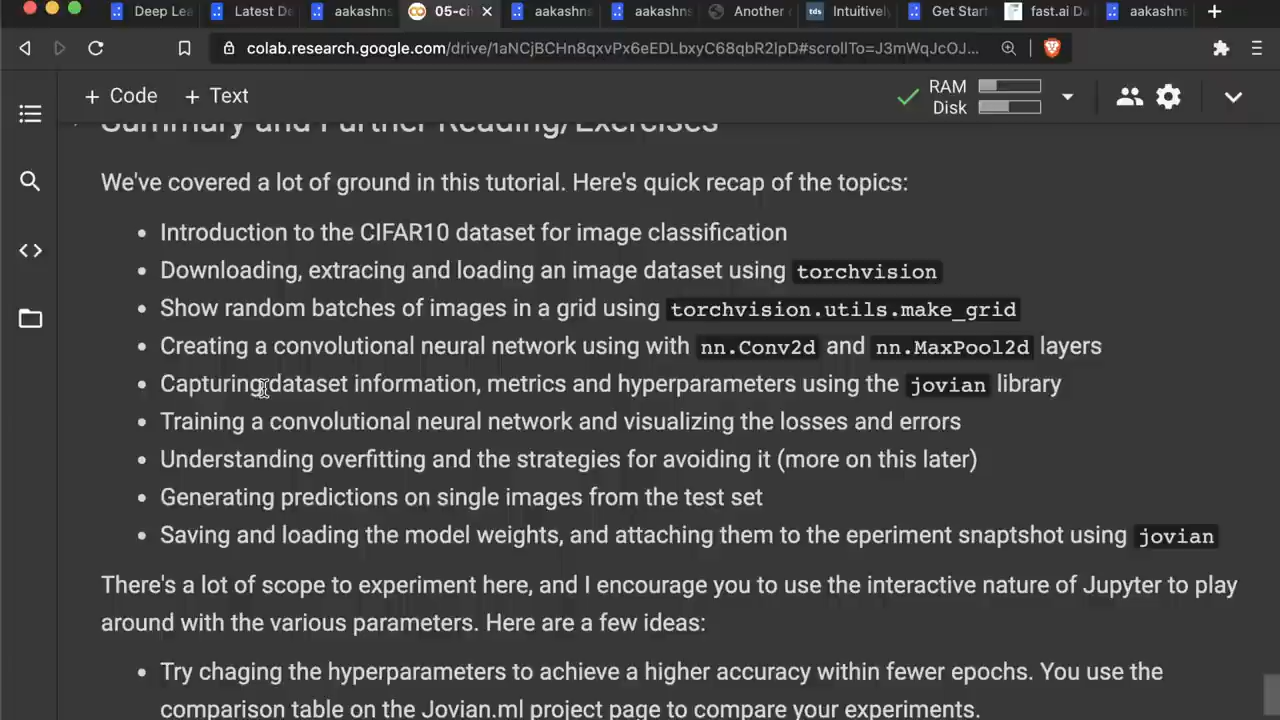 Deep Lea
Latest De
aakashns
05-ci
aakashns
aakashns
Another
tds
Intuitively
Get Start
fast.ai Da
aakashns
colab.research.google.com/drive/1aNCjBCHn8qxvPx6eEDLbxyC68qbR2lpD#scrollTo=J3mWqJcOJ...
+ Code + Text
RAM
Disk
Summary and Further Reading/Exercises
We've covered a lot of ground in this tutorial. Here's quick recap of the topics:
• Introduction to the CIFAR10 dataset for image classification
• Downloading, extracing and loading an image dataset using torchvision
• Show random batches of images in a grid using torchvision.utils.make_grid
• Creating a convolutional neural network using with nn.Conv2d and nn.MaxPool2d layers
• Capturing dataset information, metrics and hyperparameters using the jovian library
• Training a convolutional neural network and visualizing the losses and errors
• Understanding overfitting and the strategies for avoiding it (more on this later)
• Generating predictions on single images from the test set
• Saving and loading the model weights, and attaching them to the eperiment snaptshot using jovian
There's a lot of scope to experiment here, and I encourage you to use the interactive nature of Jupyter to play
around with the various parameters. Here are a few ideas:
• Try chaging the hyperparameters to achieve a higher accuracy within fewer epochs. You use the
comparison table on the Jovian.ml project page to compare your experiments.